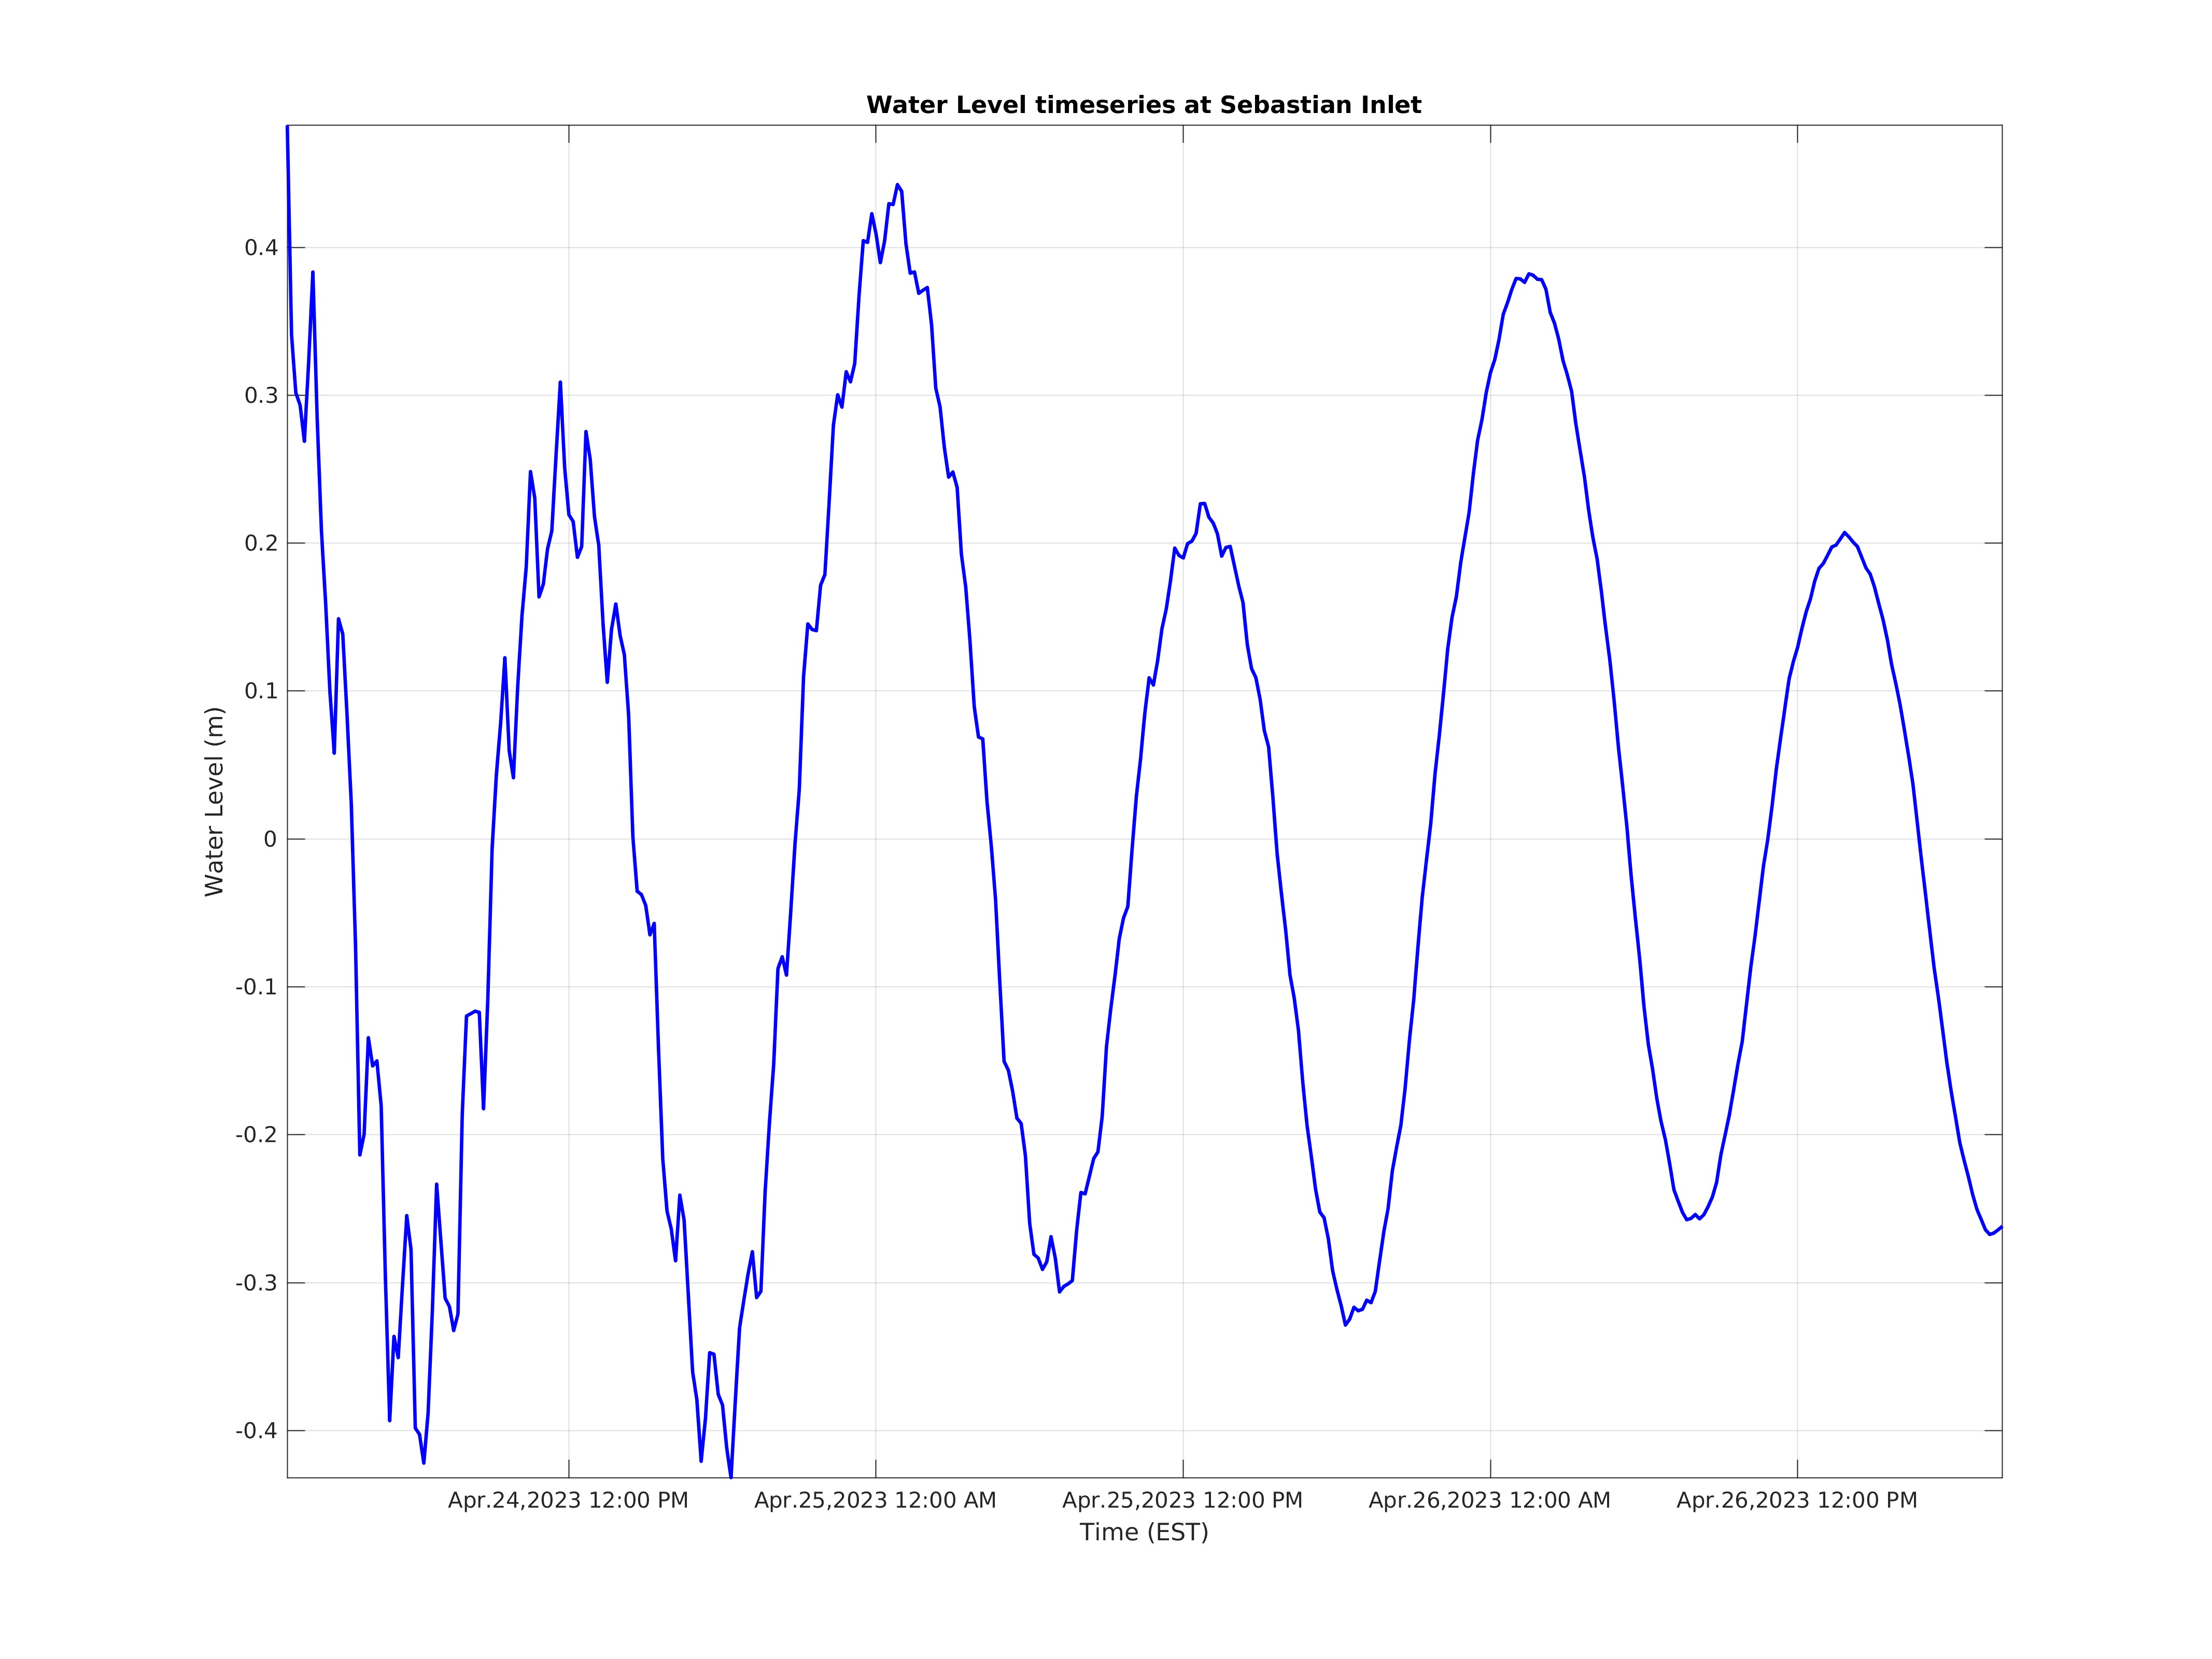 Water Level timeseries at Sebastian Inlet
0.4
0.3
0.2
0.1
0
-0.1
-0.2
-0.3
-0.4
Water Level (m)
Apr.24,2023 12:00 PM
Apr.25,2023 12:00 AM
Apr.25,2023 12:00 PM
Apr.26,2023 12:00 AM
Apr.26,2023 12:00 PM
Time (EST)